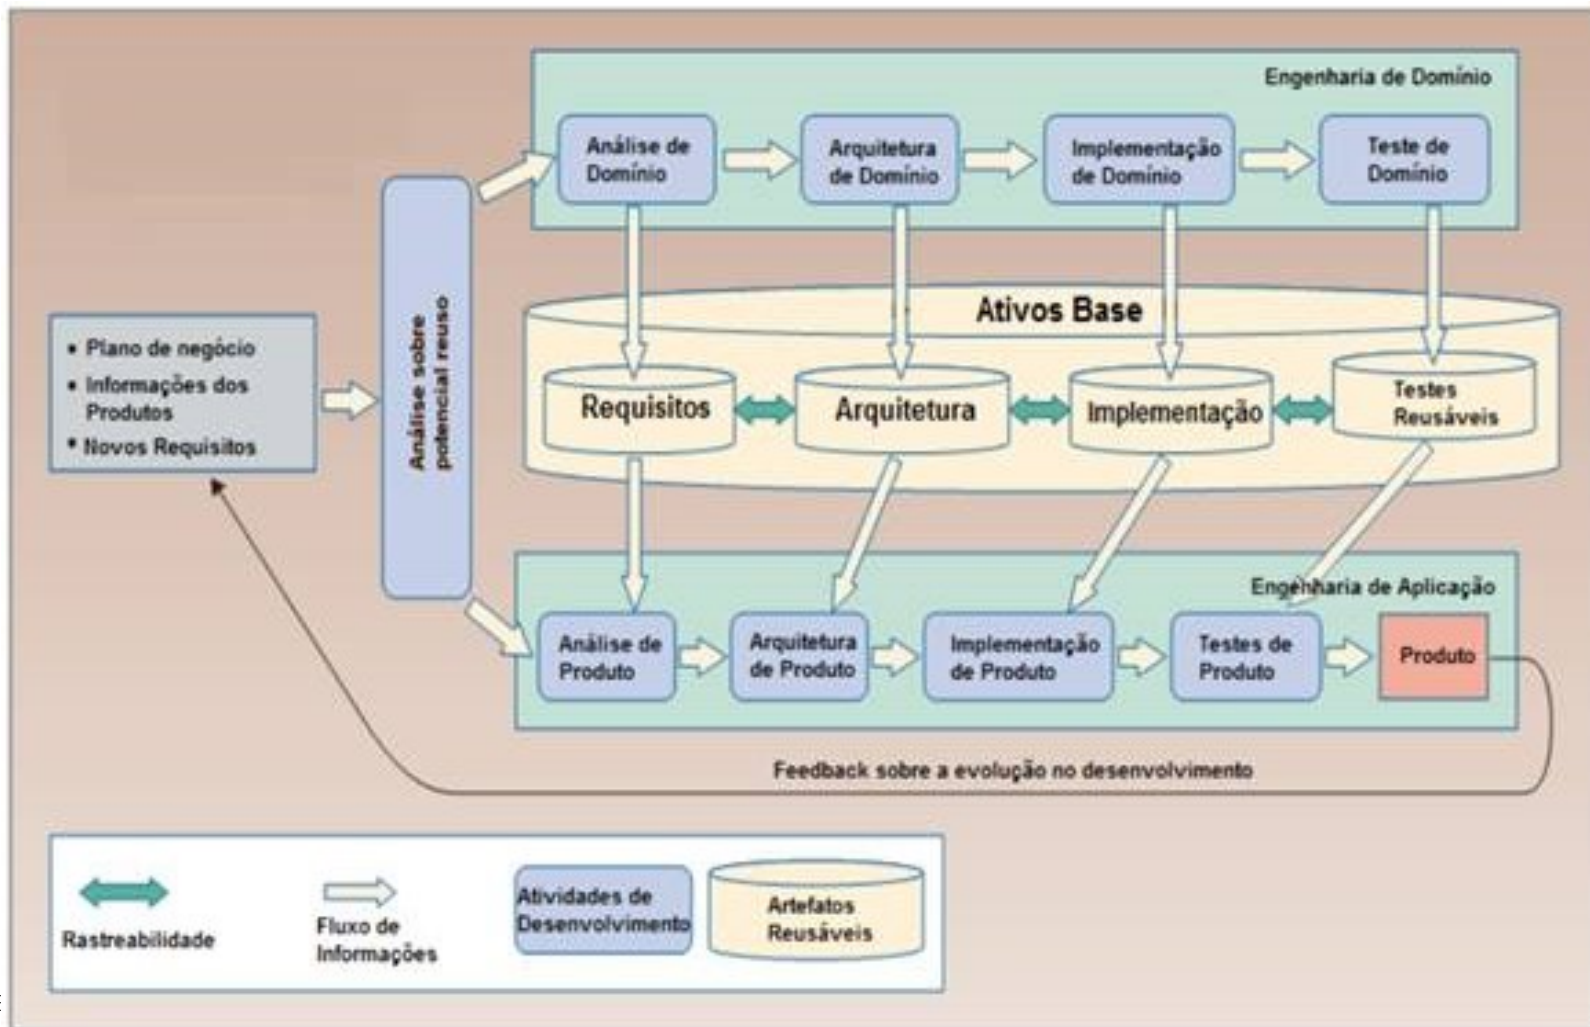 Engenharia de Domínio
Análise de
Domínio
Arquitetura
de Domínio
Implementação
de Domínio
Teste de
Domínio
Análise sobre
potencial reuso
• Plano de negócio
• Informações dos
Produtos
• Novos Requisitos
Ativos Base
Requisitos
Arquitetura
Implementação
Testes
Reusáveis
Engenharia de Aplicação
Análise de
Produto
Arquitetura
de Produto
Implementação
de Produto
Testes de
Produto
Produto
Feedback sobre a evolução no desenvolvimento
Rastreabilidade
Fluxo de
Informações
Atividades de
Desenvolvimento
Artefatos
Reusáveis